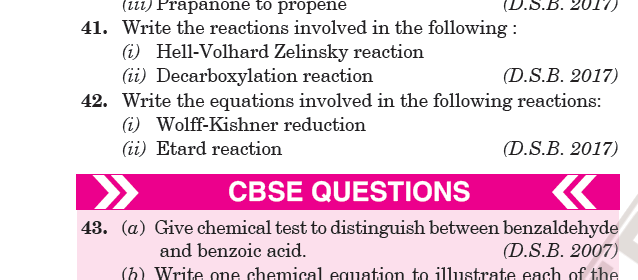 (iii) Prapanone to propene (D.S.B. 2017)
41. Write the reactions involved in the following :
(i) Hell-Volhard Zelinsky reaction
(ii) Decarboxylation reaction (D.S.B. 2017)
42. Write the equations involved in the following reactions:
(i) Wolff-Kishner reduction
(ii) Etard reaction (D.S.B. 2017)
CBSE QUESTIONS
43. (a) Give chemical test to distinguish between benzaldehyde
and benzoic acid. (D.S.B. 2007)
(b) Write one chemical equation to illustrate each of the